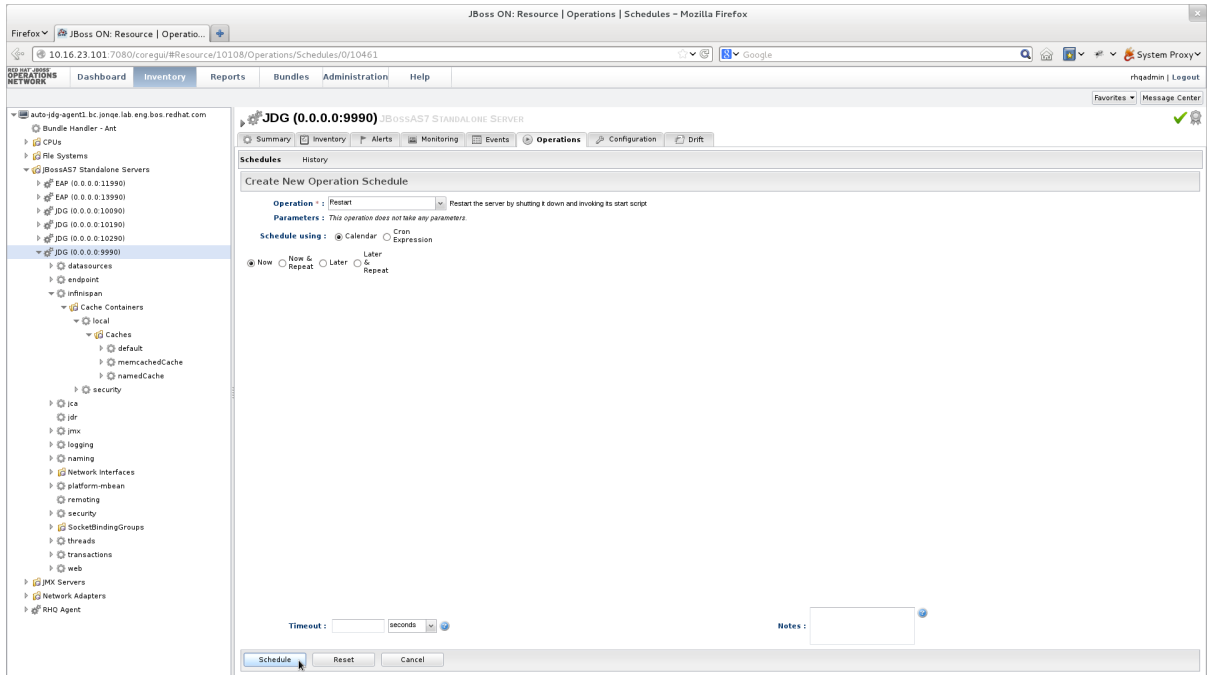 JBoss ON: Resource | Operations | Schedules - Mozilla Firefox
Firefox
JBoss ON: Resource | Operatio...
10.16.23.101:7080/coregui/#Resource/10108/Operations/Schedules/0/10461
Google
System Proxy
RED HAT JBOSS
OPERATIONS
NETWORK
Dashboard Inventory Reports Bundles Administration Help
rhqadmin | Logout
Favorites Message Center
auto-jdg-agent1.bc.jonqe.lab.eng.bos.redhat.com
Bundle Handler - Ant
CPUs
File Systems
JBossAS7 Standalone Servers
EAP (0.0.0.0:11990)
EAP (0.0.0.0:13990)
JDG (0.0.0.0:10090)
JDG (0.0.0.0:10190)
JDG (0.0.0.0:10290)
JDG (0.0.0.0:9990)
datasources
endpoint
infinispan
Cache Containers
local
Caches
default
memcachedCache
namedCache
security
jca
jdr
jmx
logging
naming
Network Interfaces
platform-mbean
remoting
security
SocketBindingGroups
threads
transactions
web
JMX Servers
Network Adapters
RHQ Agent
JDG (0.0.0.0:9990) JBossAS7 Standalone Server
Summary Inventory Alerts Monitoring Events Operations Configuration Drift
Schedules History
Create New Operation Schedule
Operation * : Restart Restart the server by shutting it down and invoking its start script
Parameters : This operation does not take any parameters.
Schedule using : Calendar Cron Expression
Now Now & Repeat Later Later & Repeat
Timeout : seconds Notes :
Schedule Reset Cancel